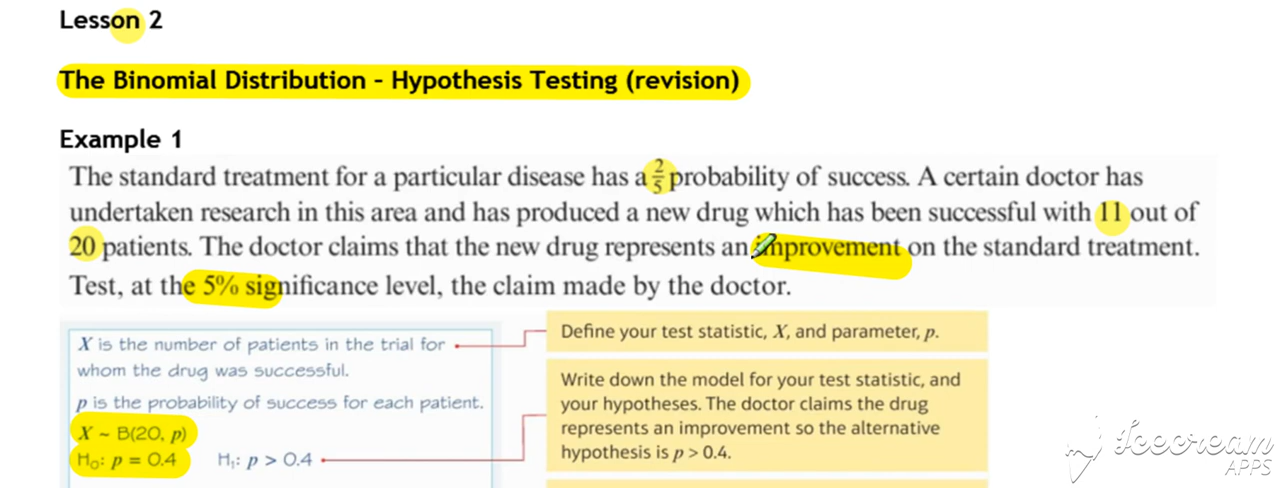 Lesson 2
The Binomial Distribution - Hypothesis Testing (revision)
Example 1
The standard treatment for a particular disease has a 2/5 probability of success. A certain doctor has
undertaken research in this area and has produced a new drug which has been successful with 11 out of
20 patients. The doctor claims that the new drug represents an improvement on the standard treatment.
Test, at the 5% significance level, the claim made by the doctor.
X is the number of patients in the trial for
whom the drug was successful.
p is the probability of success for each patient.
X ~ B(20, p)
H₀: p = 0.4 H₁: p > 0.4
Define your test statistic, X, and parameter, p.
Write down the model for your test statistic, and
your hypotheses. The doctor claims the drug
represents an improvement so the alternative
hypothesis is p > 0.4.
Icecream
APPS